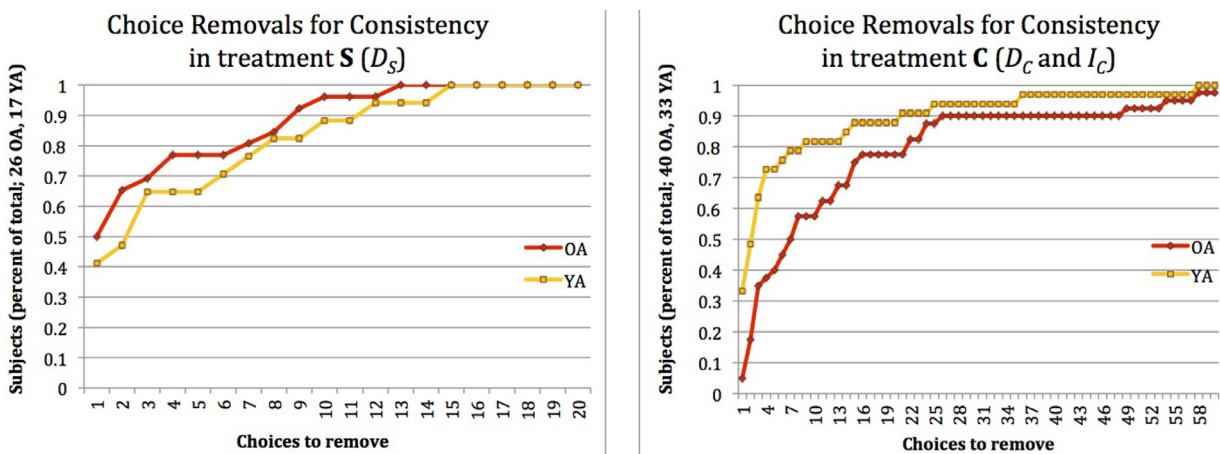 Choice Removals for Consistency
in treatment S (DS)
Subjects (percent of total; 26 OA, 17 YA)
1
0.9
0.8
0.7
0.6
0.5
0.4
0.3
0.2
0.1
0
OA
YA
1 2 3 4 5 6 7 8 9 10 11 12 13 14 15 16 17 18 19 20
Choices to remove
Choice Removals for Consistency
in treatment C (DC and IC)
Subjects (percent of total; 40 OA, 33 YA)
1
0.9
0.8
0.7
0.6
0.5
0.4
0.3
0.2
0.1
0
OA
YA
1 4 7 10 13 16 19 22 25 28 31 34 37 40 43 46 49 52 55 58
Choices to remove